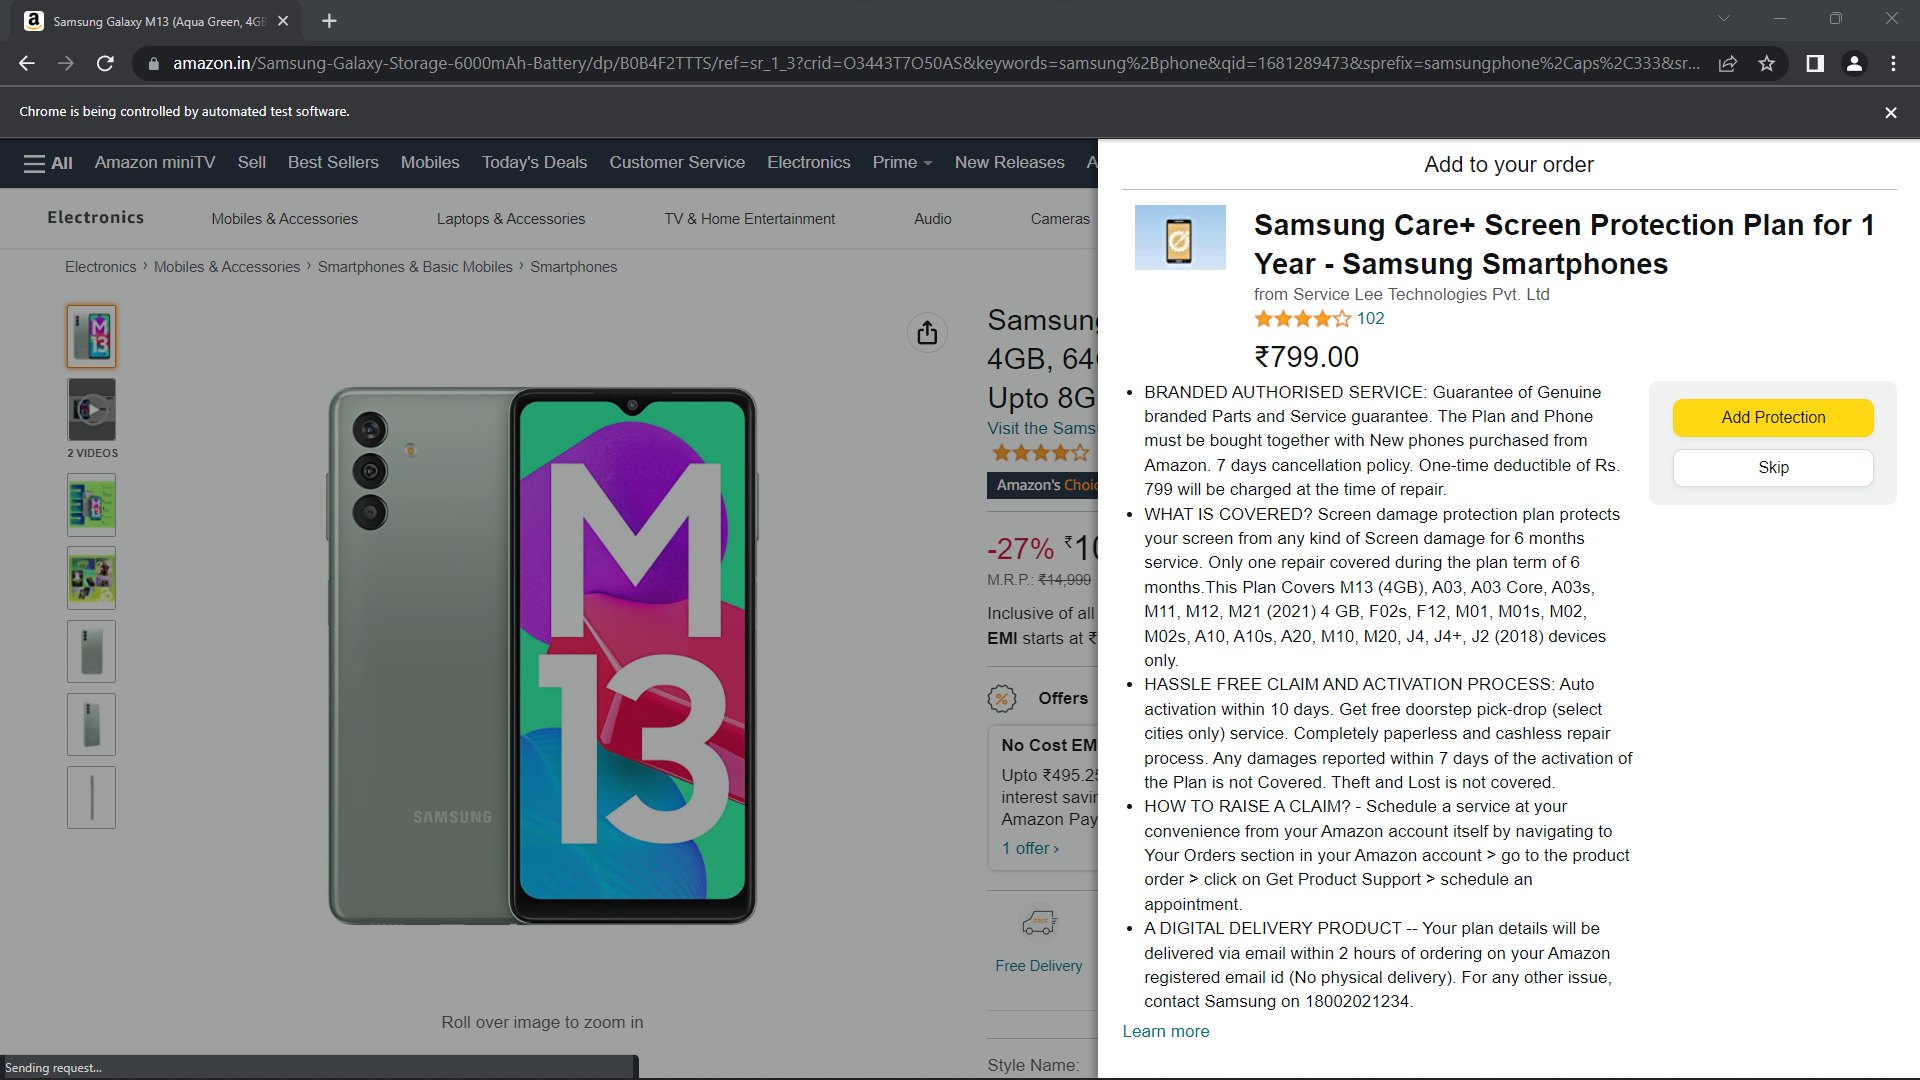 Samsung Galaxy M13 (Aqua Green, 4GB
amazon.in/Samsung-Galaxy-Storage-6000mAh-Battery/dp/B0B4F2TTTS/ref=sr_1_3?crid=O3443T7O50AS&keywords=samsung%2Bphone&qid=1681289473&sprefix=samsungphone%2Caps%2C333&sr...
Chrome is being controlled by automated test software.
All Amazon miniTV Sell Best Sellers Mobiles Today's Deals Customer Service Electronics Prime New Releases A
Electronics Mobiles & Accessories Laptops & Accessories TV & Home Entertainment Audio Cameras
Electronics › Mobiles & Accessories › Smartphones & Basic Mobiles › Smartphones
2 VIDEOS
M
13
SAMSUNG
Roll over image to zoom in
Samsung
4GB, 64
Upto 8G
Visit the Sams
Amazon's Choic
-27% ₹10
M.R.P.: ₹14,999
Inclusive of all
EMI starts at ₹
Offers
No Cost EM
Upto ₹495.25
interest savin
Amazon Pay
1 offer ›
FREE
Free Delivery
Style Name:
Sending request...
Add to your order
Samsung Care+ Screen Protection Plan for 1
Year - Samsung Smartphones
from Service Lee Technologies Pvt. Ltd
102
₹799.00
• BRANDED AUTHORISED SERVICE: Guarantee of Genuine
branded Parts and Service guarantee. The Plan and Phone
must be bought together with New phones purchased from
Amazon. 7 days cancellation policy. One-time deductible of Rs.
799 will be charged at the time of repair.
• WHAT IS COVERED? Screen damage protection plan protects
your screen from any kind of Screen damage for 6 months
service. Only one repair covered during the plan term of 6
months.This Plan Covers M13 (4GB), A03, A03 Core, A03s,
M11, M12, M21 (2021) 4 GB, F02s, F12, M01, M01s, M02,
M02s, A10, A10s, A20, M10, M20, J4, J4+, J2 (2018) devices
only.
• HASSLE FREE CLAIM AND ACTIVATION PROCESS: Auto
activation within 10 days. Get free doorstep pick-drop (select
cities only) service. Completely paperless and cashless repair
process. Any damages reported within 7 days of the activation of
the Plan is not Covered. Theft and Lost is not covered.
• HOW TO RAISE A CLAIM? - Schedule a service at your
convenience from your Amazon account itself by navigating to
Your Orders section in your Amazon account > go to the product
order > click on Get Product Support > schedule an
appointment.
• A DIGITAL DELIVERY PRODUCT -- Your plan details will be
delivered via email within 2 hours of ordering on your Amazon
registered email id (No physical delivery). For any other issue,
contact Samsung on 18002021234.
Learn more
Add Protection
Skip